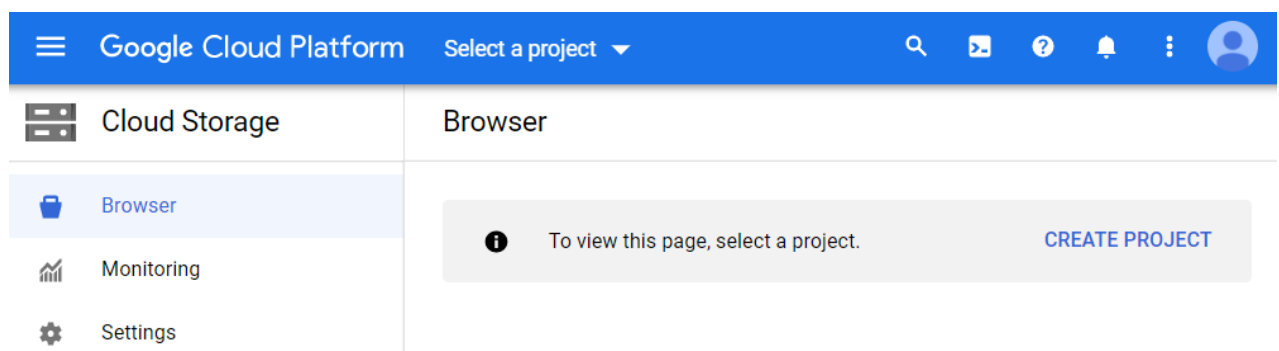 Google Cloud Platform Select a project
Cloud Storage
Browser
Browser
To view this page, select a project. CREATE PROJECT
Monitoring
Settings